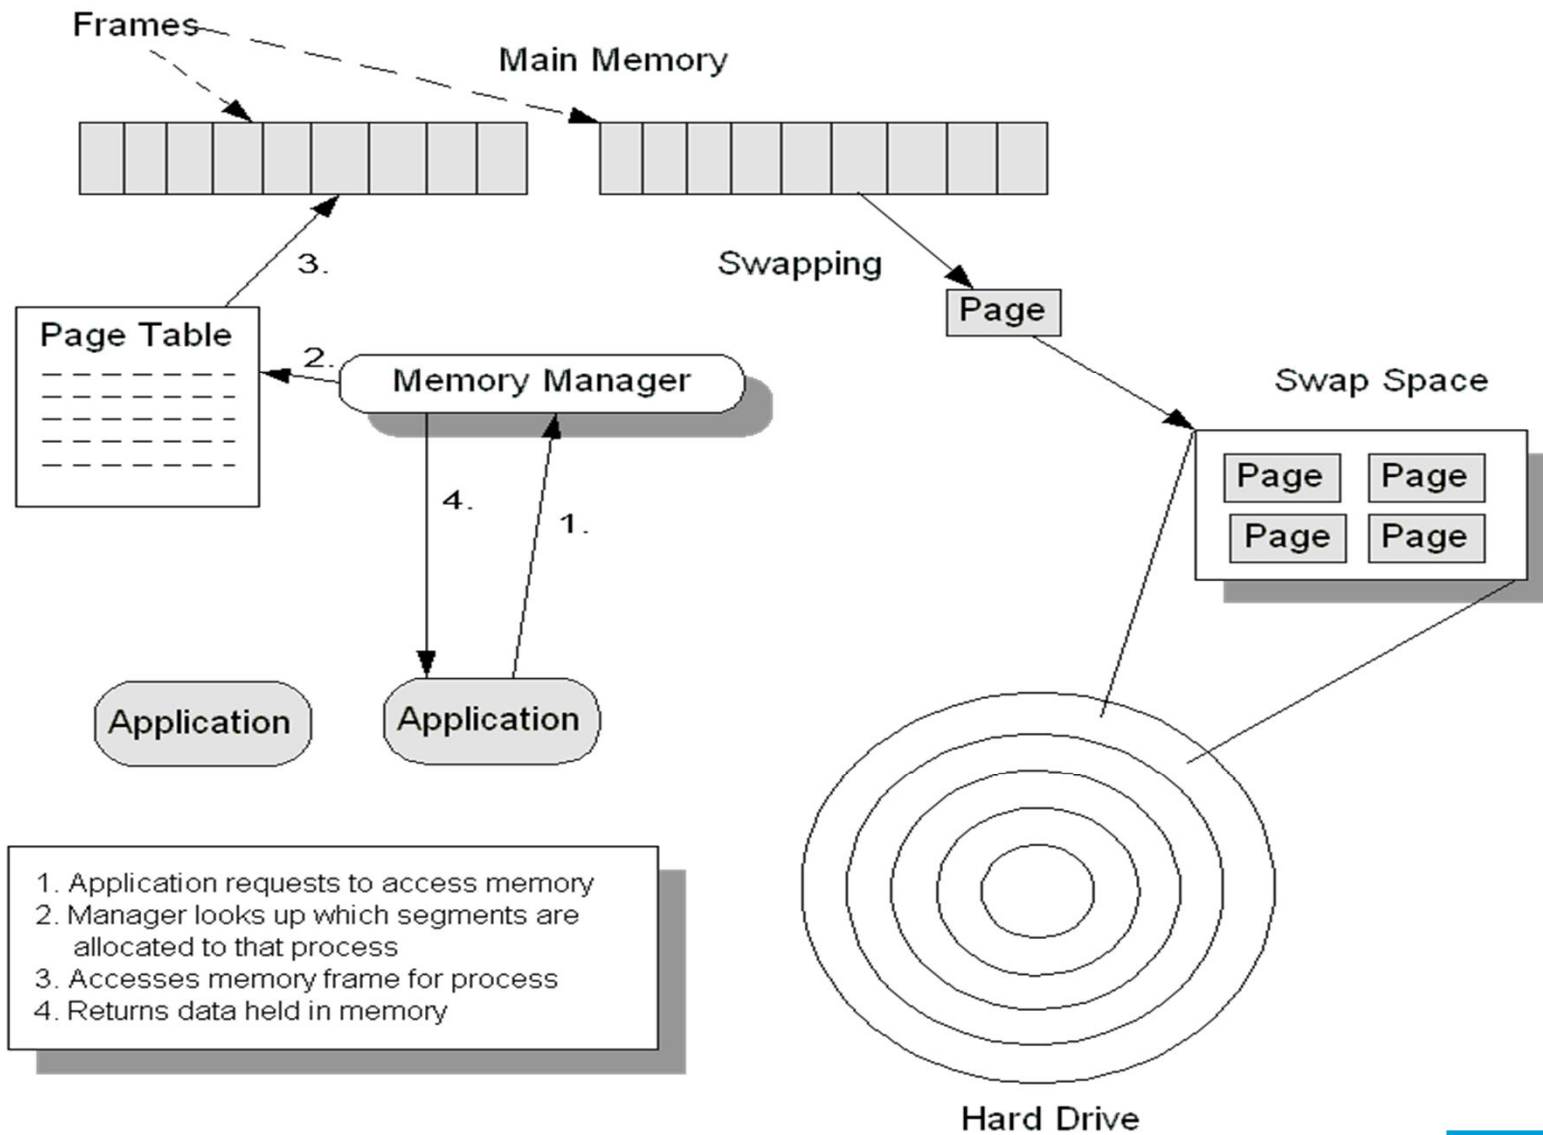 Frames
Main Memory
3.
Swapping
Page
Page Table
2.
Memory Manager
Swap Space
Page Page
Page Page
4.
1.
Application
Application
1. Application requests to access memory
2. Manager looks up which segments are
allocated to that process
3. Accesses memory frame for process
4. Returns data held in memory
Hard Drive